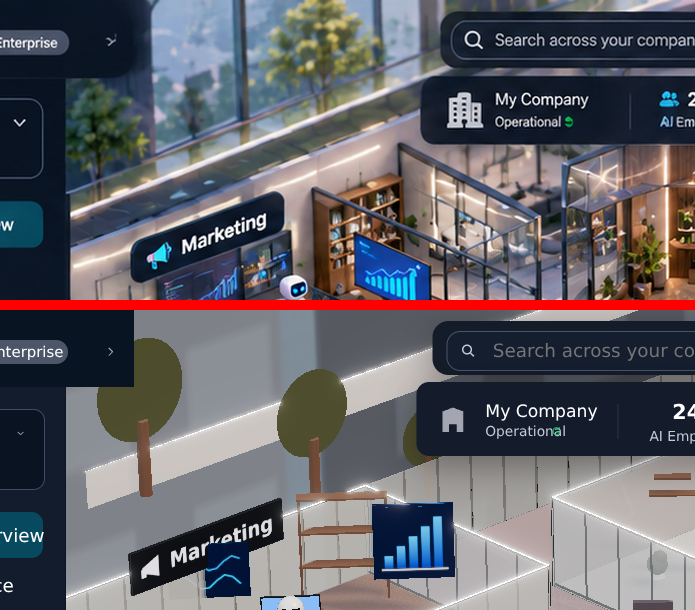 Enterprise
Search across your compan
My Company
Operational
2
AI Em
w
Marketing
nterprise
Search across your co
My Company
Operational
24
AI Emp
Marketing
rview
ce